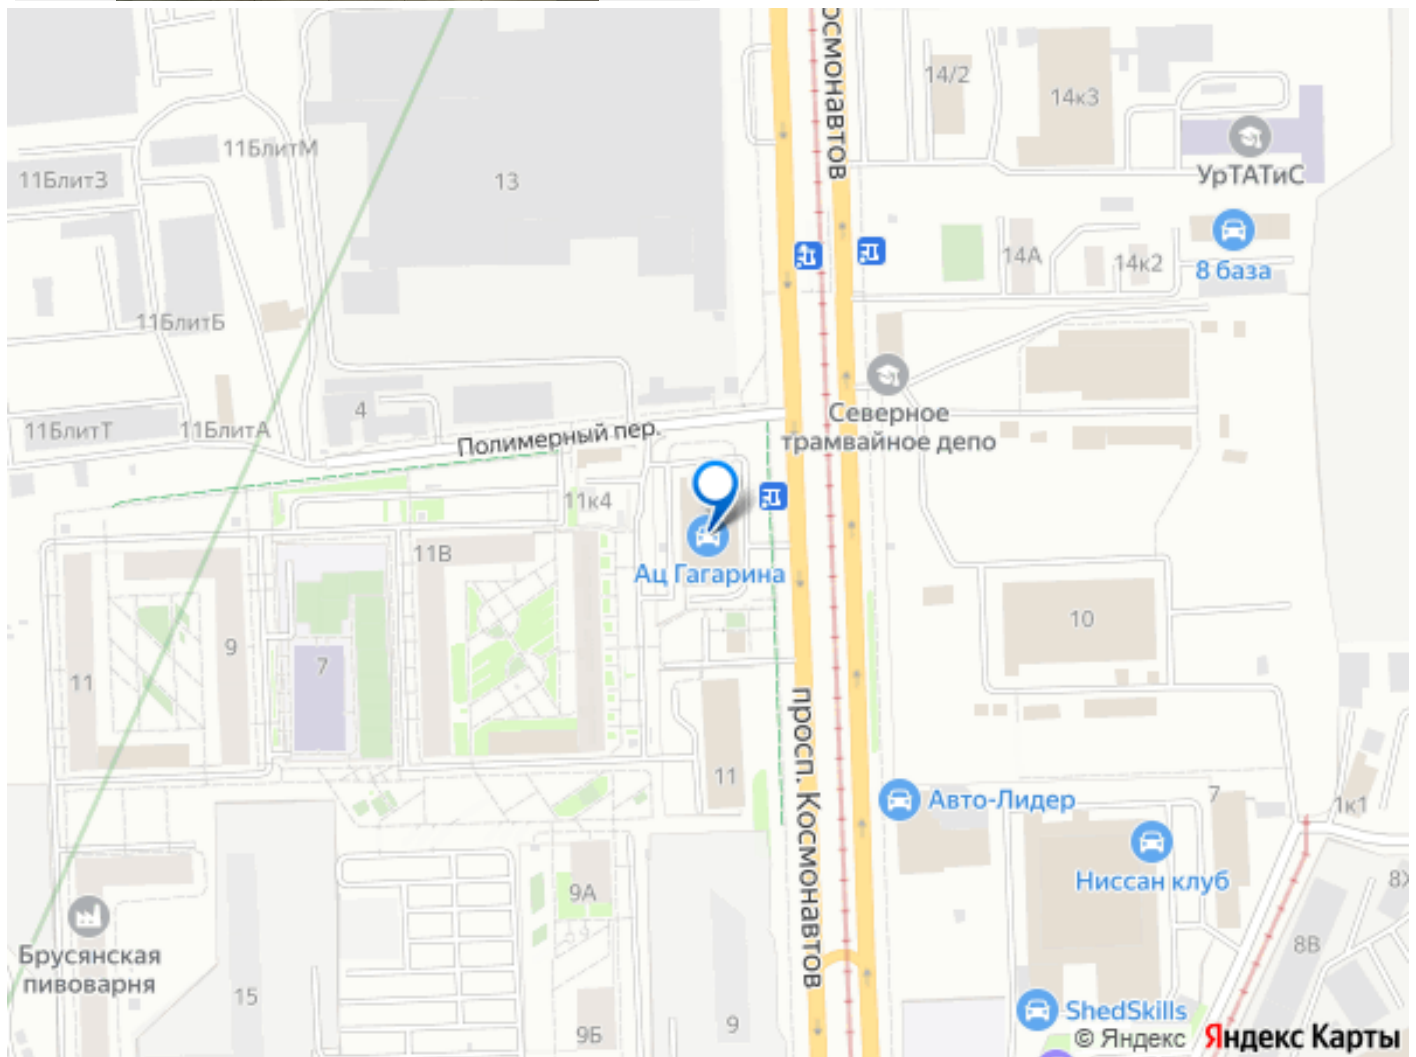 осмонавтов
14/2
14к3
11БлитМ
11БлитЗ
13
УрТАТиС
14А
14к2
8 база
11БлитБ
4
11БлитТ
11БлитА
Полимерный пер.
Северное
трамвайное депо
11к4
11В
Ац Гагарина
10
9
7
11
просп. Космонавтов
11
Авто-Лидер
7
1к1
Ниссан клуб
9А
8Х
8В
Брусянская
пивоварня
15
9Б
9
ShedSkills
© Яндекс
Яндекс Карты